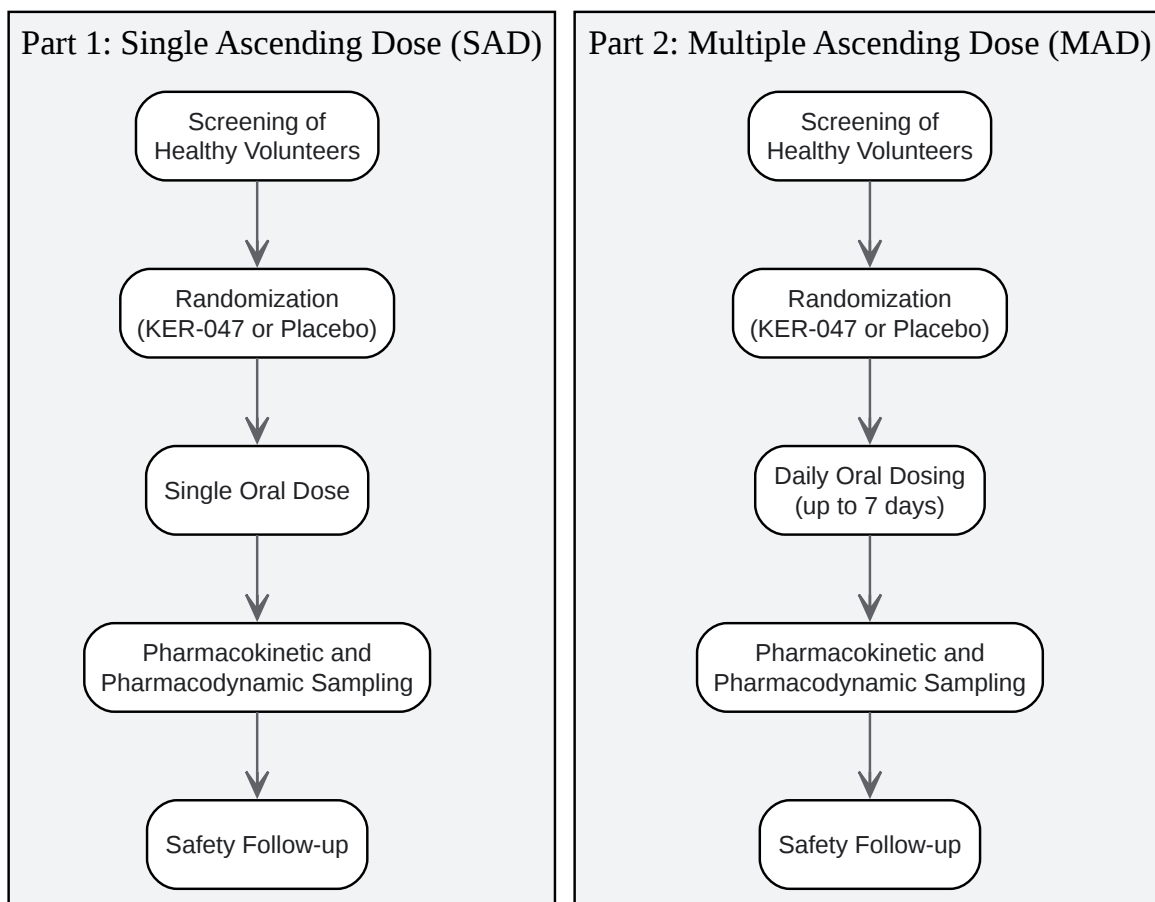 Part 1: Single Ascending Dose (SAD)
Screening of
Healthy Volunteers
Randomization
(KER-047 or Placebo)
Single Oral Dose
Pharmacokinetic and
Pharmacodynamic Sampling
Safety Follow-up
Part 2: Multiple Ascending Dose (MAD)
Screening of
Healthy Volunteers
Randomization
(KER-047 or Placebo)
Daily Oral Dosing
(up to 7 days)
Pharmacokinetic and
Pharmacodynamic Sampling
Safety Follow-up